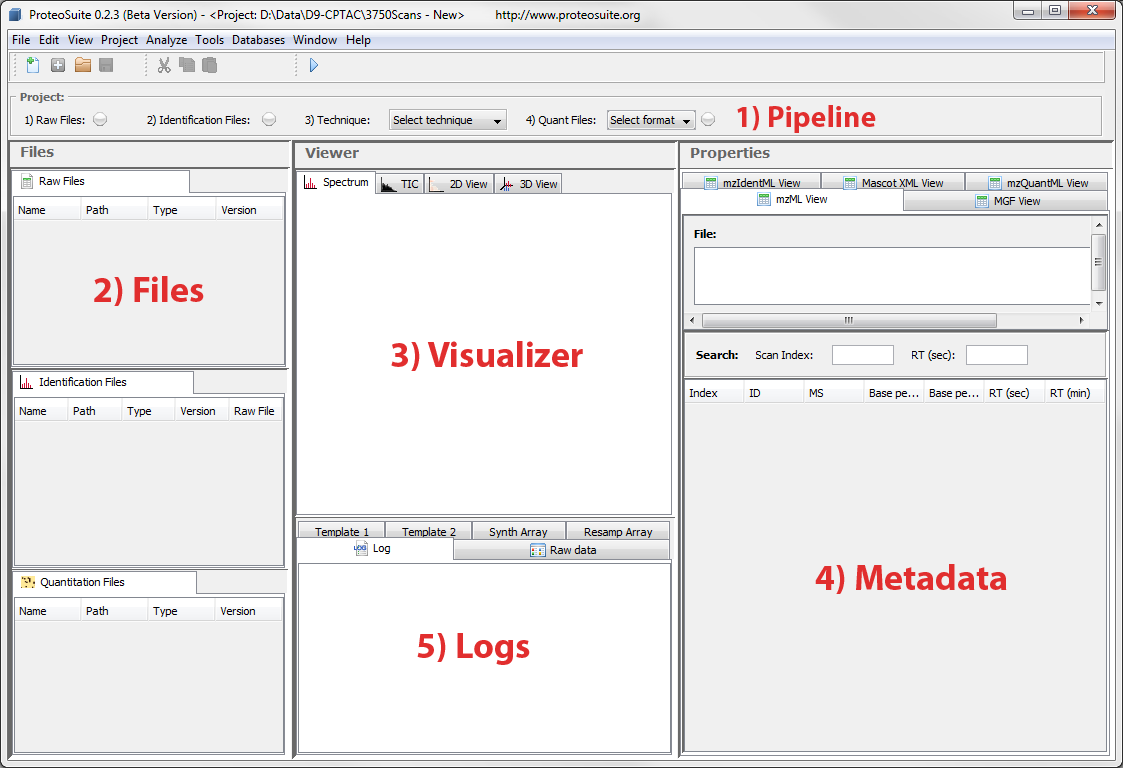 ProteoSuite 0.2.3 (Beta Version) - <Project: D:\Data\D9-CPTAC\3750Scans - New> http://www.proteosuite.org
File Edit View Project Analyze Tools Databases Window Help
Project:
1) Raw Files: 2) Identification Files: 3) Technique: Select technique 4) Quant Files: Select format 1) Pipeline
Files
Raw Files
Name Path Type Version
2) Files
Identification Files
Name Path Type Version Raw File
Quantitation Files
Name Path Type Version
Viewer
Spectrum TIC 2D View 3D View
3) Visualizer
Template 1 Template 2 Synth Array Resamp Array
LOG Log Raw data
5) Logs
Properties
mzIdentML View Mascot XML View mzQuantML View
mzML View MGF View
File:
Search: Scan Index: RT (sec):
Index ID MS Base pe... Base pe... RT (sec) RT (min)
4) Metadata